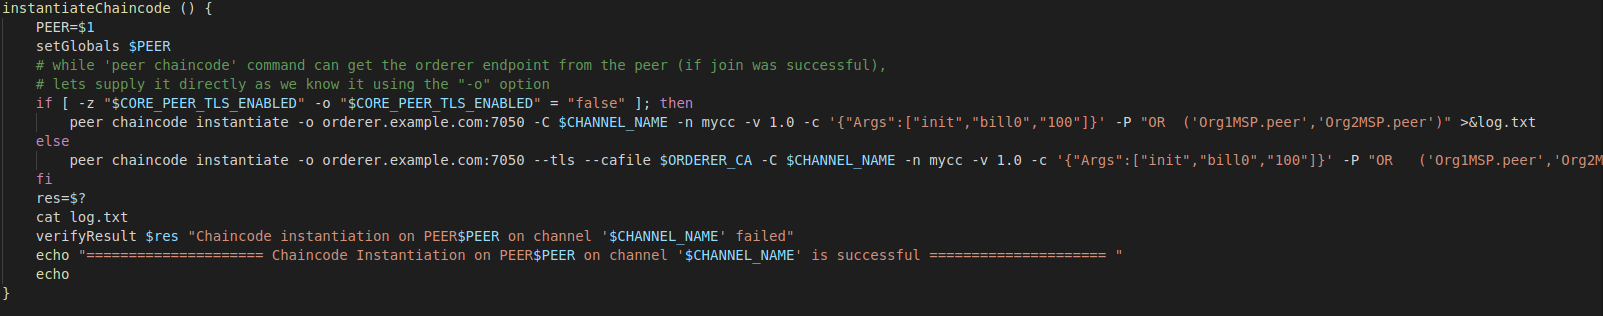 instantiateChaincode () {
PEER=$1
setGlobals $PEER
# while 'peer chaincode' command can get the orderer endpoint from the peer (if join was successful),
# lets supply it directly as we know it using the "-o" option
if [ -z "$CORE_PEER_TLS_ENABLED" -o "$CORE_PEER_TLS_ENABLED" = "false" ]; then
peer chaincode instantiate -o orderer.example.com:7050 -C $CHANNEL_NAME -n mycc -v 1.0 -c '{"Args":["init","bill0","100"]}' -P "OR  ('Org1MSP.peer','Org2MSP.peer')" >&log.txt
else
peer chaincode instantiate -o orderer.example.com:7050 --tls --cafile $ORDERER_CA -C $CHANNEL_NAME -n mycc -v 1.0 -c '{"Args":["init","bill0","100"]}' -P "OR   ('Org1MSP.peer','Org2M
fi
res=$?
cat log.txt
verifyResult $res "Chaincode instantiation on PEER$PEER on channel '$CHANNEL_NAME' failed"
echo "===================== Chaincode Instantiation on PEER$PEER on channel '$CHANNEL_NAME' is successful ===================== "
echo
}